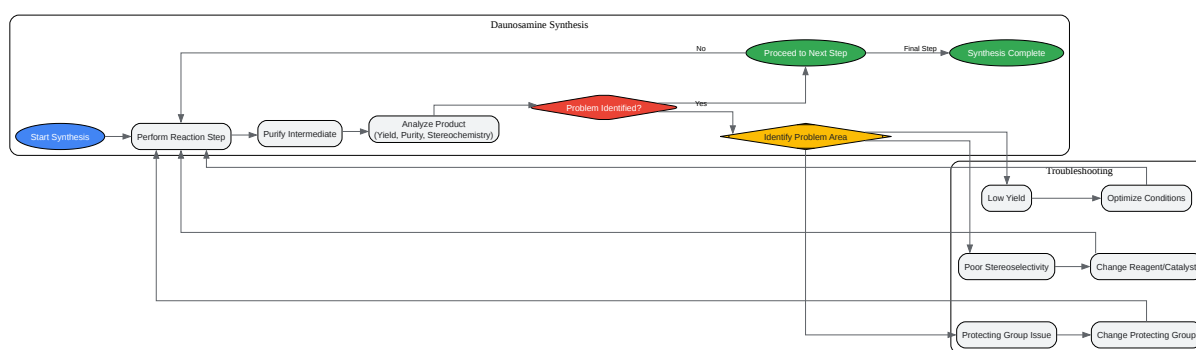 Daunosamine Synthesis
No
Proceed to Next Step
Final Step
Synthesis Complete
Problem Identified?
Yes
Start Synthesis
Perform Reaction Step
Purify Intermediate
Analyze Product
(Yield, Purity, Stereochemistry)
Identify Problem Area
Troubleshooting
Low Yield
Optimize Conditions
Poor Stereoselectivity
Change Reagent/Catalyst
Protecting Group Issue
Change Protecting Group